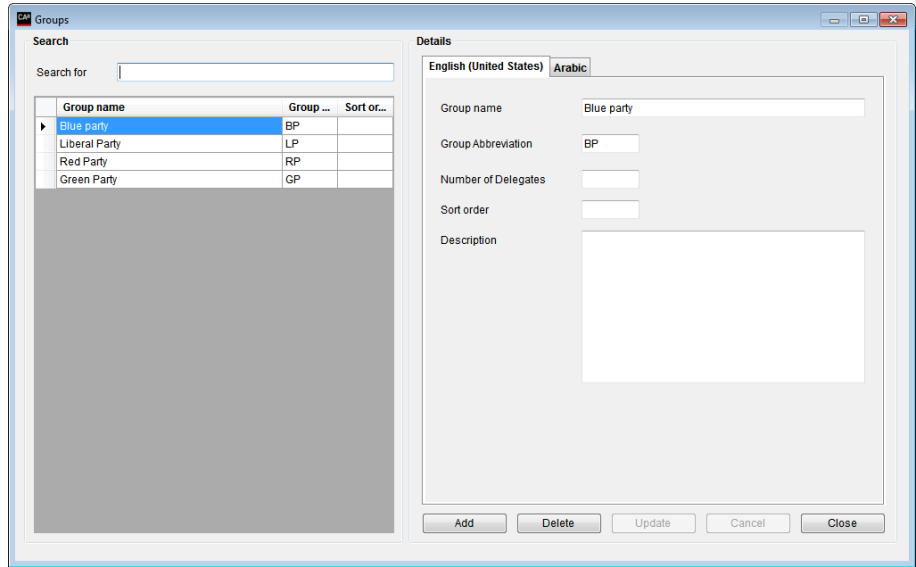 Groups
Search
Search for
Group name Group ... Sort or...
Blue party BP
Liberal Party LP
Red Party RP
Green Party GP
Details
English (United States) Arabic
Group name Blue party
Group Abbreviation BP
Number of Delegates
Sort order
Description
Add Delete Update Cancel Close